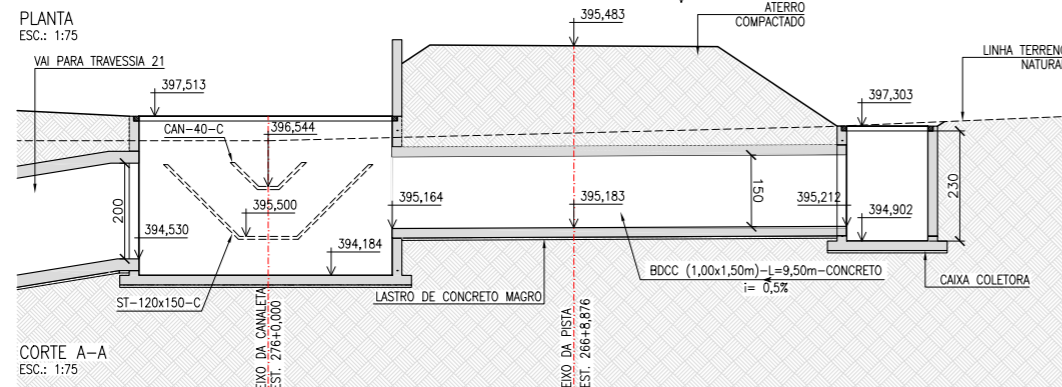 PLANTA
ESC.: 1:75
395,483
ATERRO
COMPACTADO
LINHA TERRENO
NATURAL
VAI PARA TRAVESSIA 21
397,513
CAN-40-C
396,544
397,303
200
394,530
395,500
394,184
395,164
395,183
150
395,212
394,902
230
ST-120x150-C
LASTRO DE CONCRETO MAGRO
BDCC (1,00x1,50m)-L=9,50m-CONCRETO
i= 0,5%
CAIXA COLETORA
EIXO DA CANALETA
EST. 276+0,000
EIXO DA PISTA
EST. 266+8,876
CORTE A-A
ESC.: 1:75